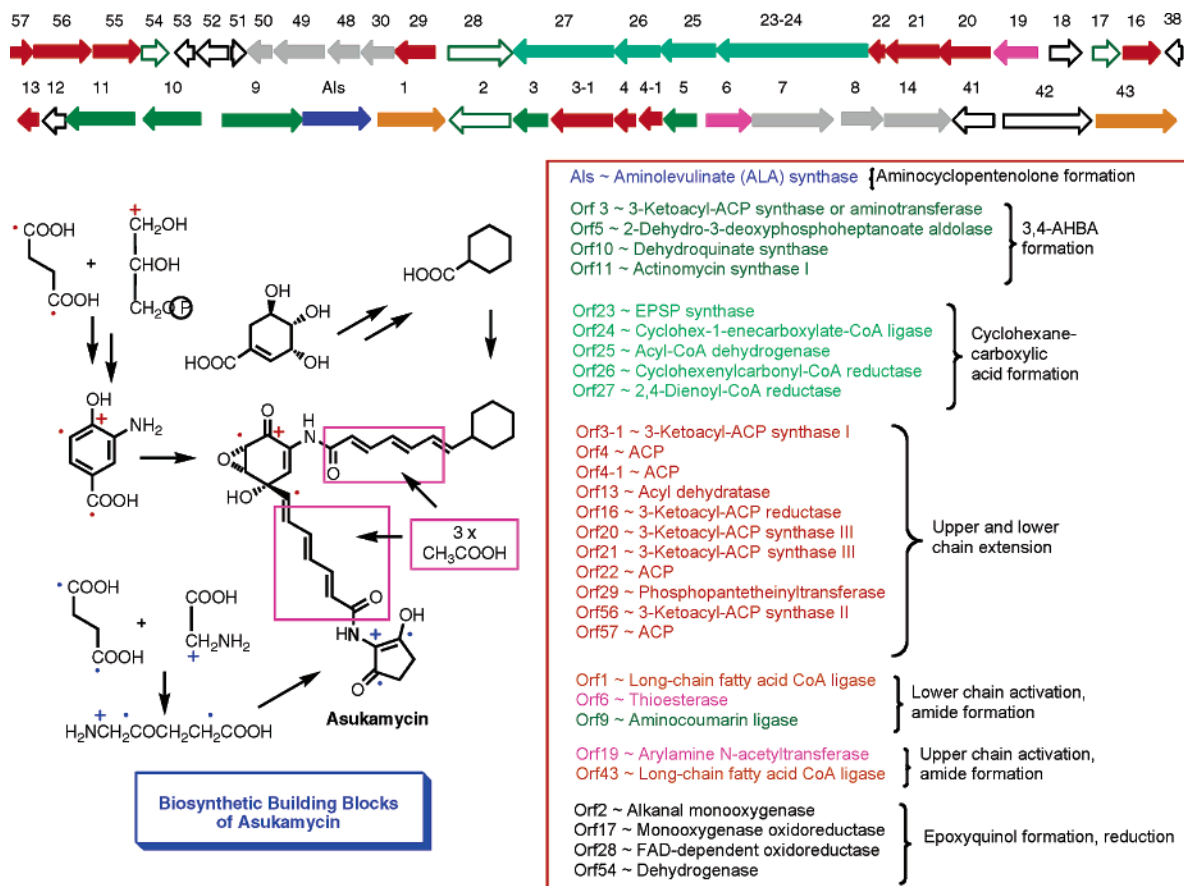 57 56 55 54 53 52 51 50 49 48 30 29 28 27 26 25 23-24 22 21 20 19 18 17 16 38
13 12 11 10 9 Als 1 2 3 3-1 4 4-1 5 6 7 8 14 41 42 43
COOH
COOH
+
+
CH₂OH
CHOH
H₂CO P
OH
OH
OH
HOOC
HOOC
OH
+
NH₂
COOH
O
+
H
N
O
O
HO
3 x
CH₃COOH
O
HN
+
OH
O
Asukamycin
COOH
COOH
+
COOH
CH₂NH₂
+
+
H₂NCH₂COCH₂CH₂COOH
Biosynthetic Building Blocks
of Asukamycin
Als ~ Aminolevulinate (ALA) synthase
Aminocyclopentenolone formation
Orf 3 ~ 3-Ketoacyl-ACP synthase or aminotransferase
Orf5 ~ 2-Dehydro-3-deoxyphosphoheptanoate aldolase
Orf10 ~ Dehydroquinate synthase
Orf11 ~ Actinomycin synthase I
3,4-AHBA
formation
Orf23 ~ EPSP synthase
Orf24 ~ Cyclohex-1-enecarboxylate-CoA ligase
Orf25 ~ Acyl-CoA dehydrogenase
Orf26 ~ Cyclohexenylcarbonyl-CoA reductase
Orf27 ~ 2,4-Dienoyl-CoA reductase
Cyclohexane-
carboxylic
acid formation
Orf3-1 ~ 3-Ketoacyl-ACP synthase I
Orf4 ~ ACP
Orf4-1 ~ ACP
Orf13 ~ Acyl dehydratase
Orf16 ~ 3-Ketoacyl-ACP reductase
Orf20 ~ 3-Ketoacyl-ACP synthase III
Orf21 ~ 3-Ketoacyl-ACP synthase III
Orf22 ~ ACP
Orf29 ~ Phosphopantetheinyltransferase
Orf56 ~ 3-Ketoacyl-ACP synthase II
Orf57 ~ ACP
Upper and lower
chain extension
Orf1 ~ Long-chain fatty acid CoA ligase
Orf6 ~ Thioesterase
Orf9 ~ Aminocoumarin ligase
Lower chain activation,
amide formation
Orf19 ~ Arylamine N-acetyltransferase
Orf43 ~ Long-chain fatty acid CoA ligase
Upper chain activation,
amide formation
Orf2 ~ Alkanal monooxygenase
Orf17 ~ Monooxygenase oxidoreductase
Orf28 ~ FAD-dependent oxidoreductase
Orf54 ~ Dehydrogenase
Epoxyquinol formation, reduction